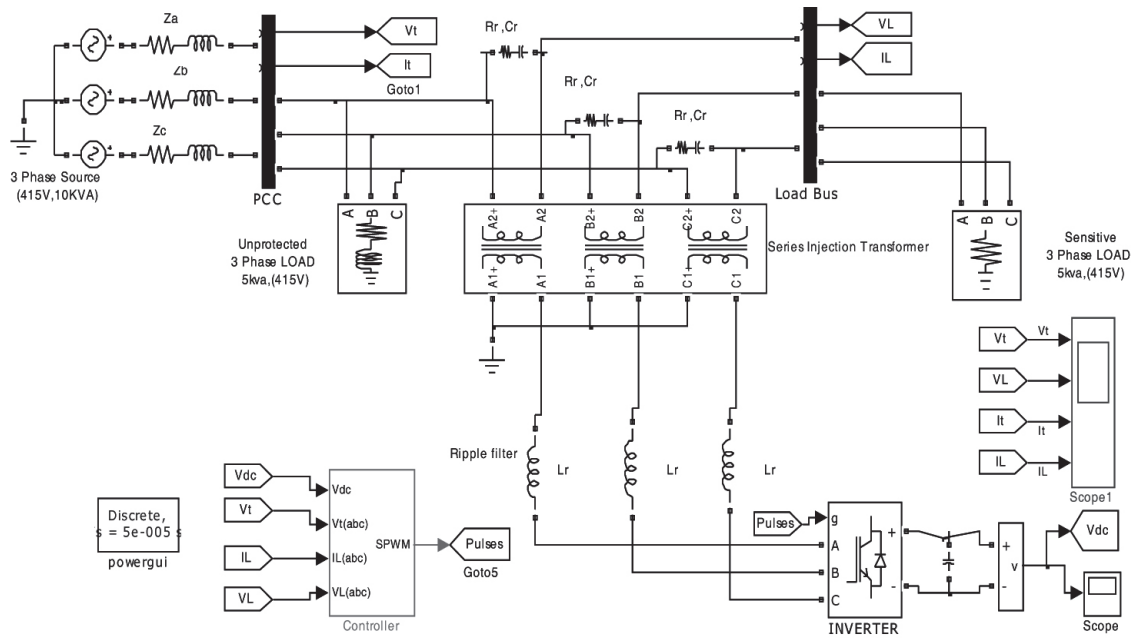 Za
Zb
Zc
3 Phase Source
(415V,10KVA)
PCC
Vt
It
Goto1
Rr ,Cr
Rr ,Cr
Rr ,Cr
VL
IL
Load Bus
A
B
C
Unprotected
3 Phase LOAD
5kva,(415V)
A2+
A2
B2+
B2
C2+
C2
A1+
A1
B1+
B1
C1+
C1
Series Injection Transformer
A
B
C
Sensitive
3 Phase LOAD
5kva,(415V)
Vt
Vt
VL
It
It
IL
IL
Scope1
Ripple filter
Lr
Lr
Lr
Discrete,
s = 5e-005 s
powergui
Vdc
Vt
IL
VL
Vdc
Vt(abc)
IL(abc)
VL(abc)
SPWM
Controller
Pulses
Goto5
Pulses
g
A
B
C
+
-
INVERTER
+
-
v
Vdc
Scope